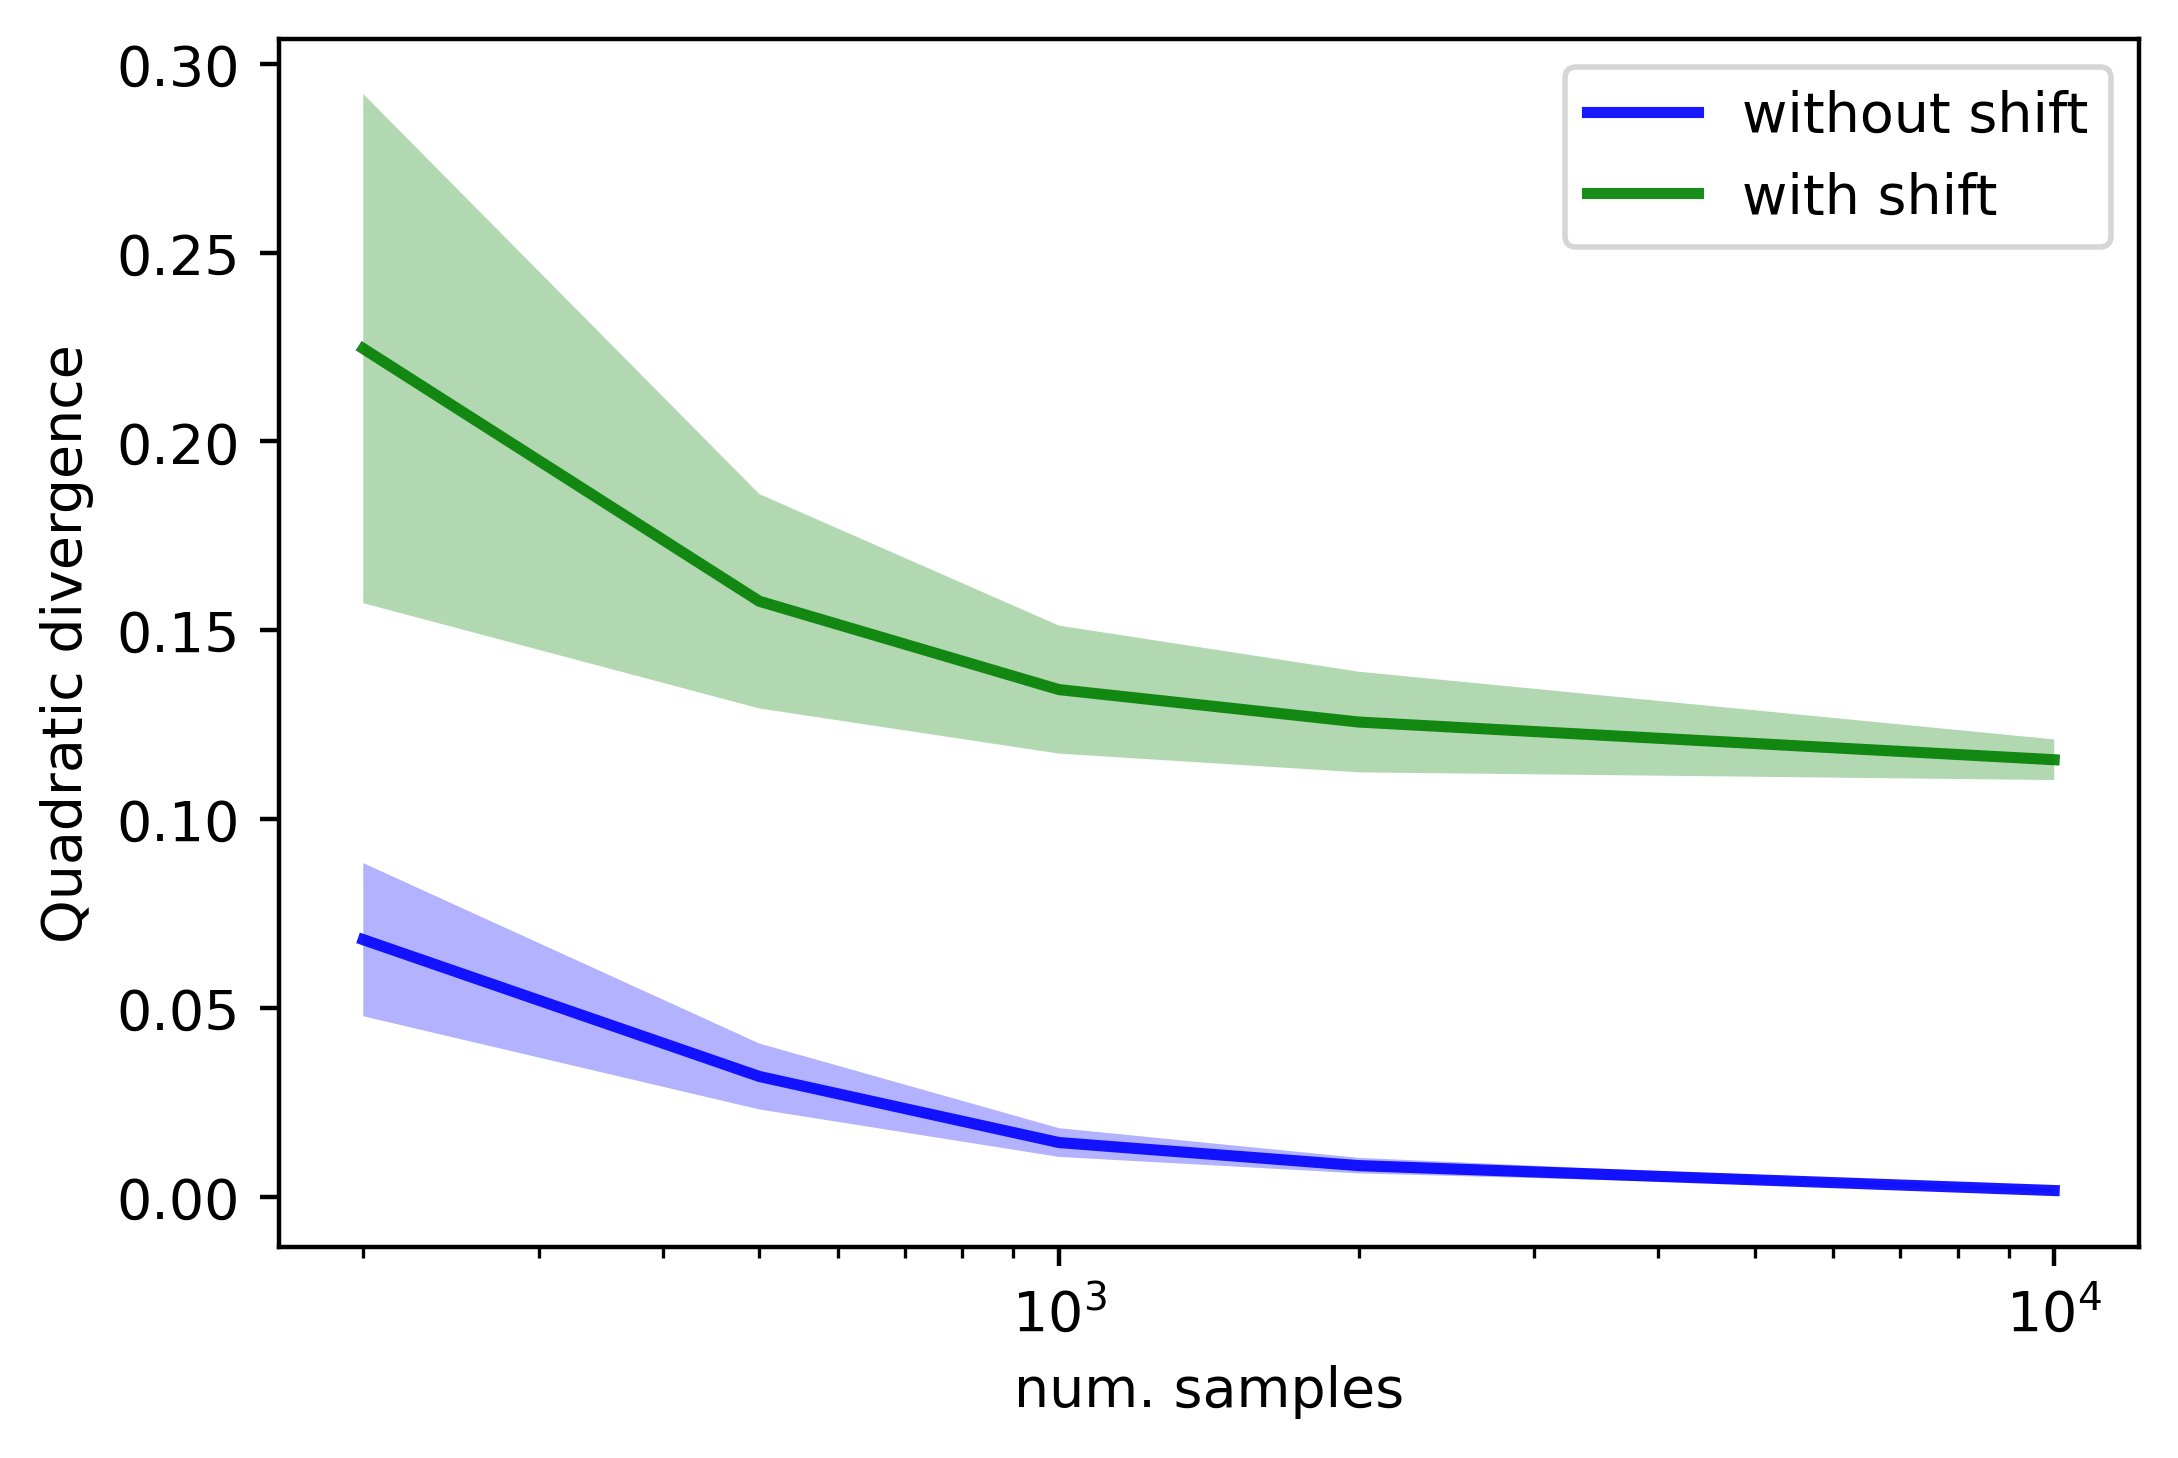 0.30
0.25
0.20
0.15
0.10
0.05
0.00
Quadratic divergence
without shift
with shift
10³
10⁴
num. samples